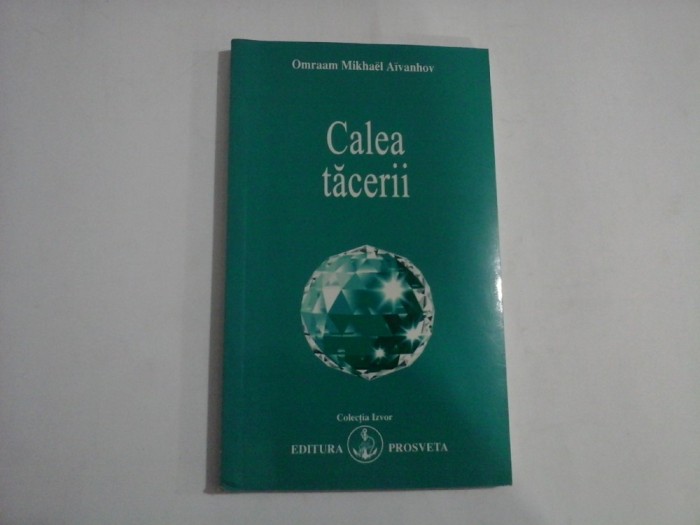 Omraam Mikhaël Aïvanhov
Calea
tăcerii
Colecția Izvor
EDITURA PROSVETA